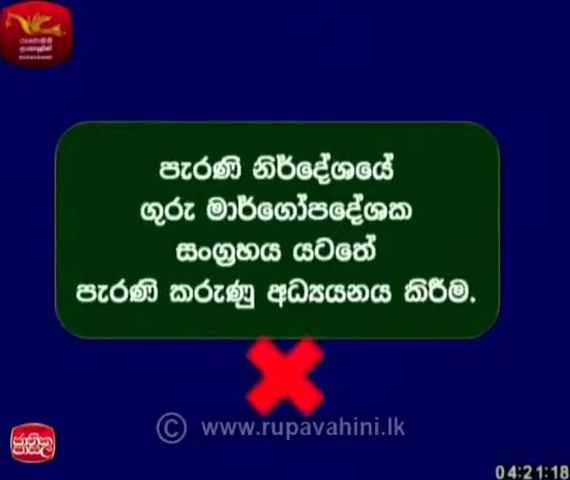 පැරණි නිර්දේශයේ
ගුරු මාර්ගෝපදේශක
සංග්‍රහය යටතේ
පැරණි කරුණු අධ්‍යයනය කිරීම.
© www.rupavahini.lk
04:21:18